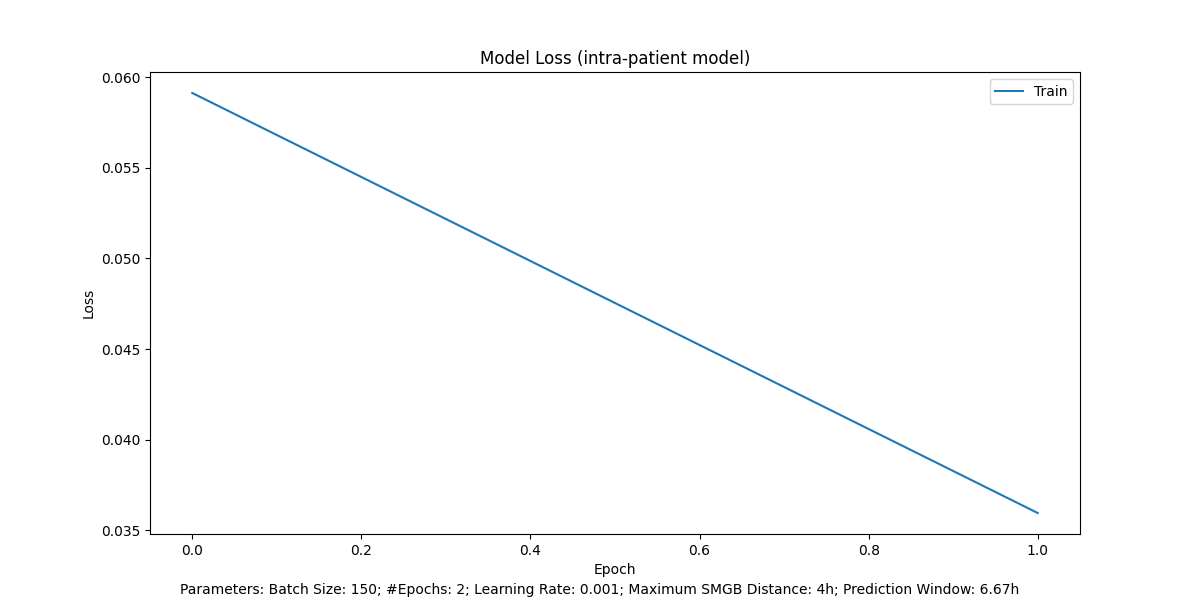 Model Loss (intra-patient model)
Train
0.060
0.055
0.050
0.045
0.040
0.035
Loss
0.0 0.2 0.4 0.6 0.8 1.0
Epoch
Parameters: Batch Size: 150; #Epochs: 2; Learning Rate: 0.001; Maximum SMGB Distance: 4h; Prediction Window: 6.67h